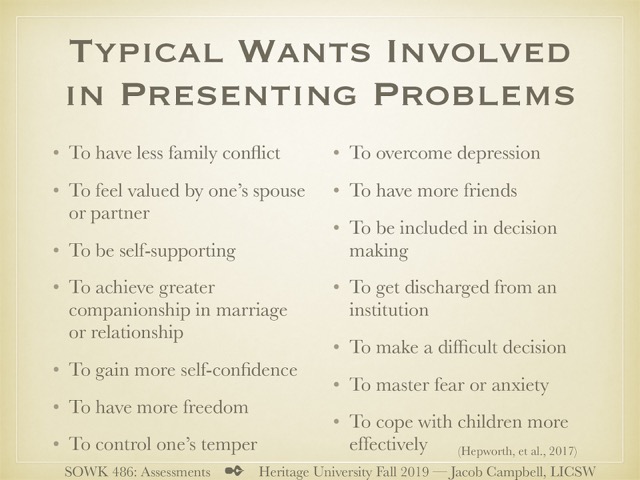 Typical Wants Involved
in Presenting Problems
• To have less family conflict
• To feel valued by one's spouse
or partner
• To be self-supporting
• To achieve greater
companionship in marriage
or relationship
• To gain more self-confidence
• To have more freedom
• To control one's temper
• To overcome depression
• To have more friends
• To be included in decision
making
• To get discharged from an
institution
• To make a difficult decision
• To master fear or anxiety
• To cope with children more
effectively
(Hepworth, et al., 2017)
SOWK 486: Assessments ✒ Heritage University Fall 2019 — Jacob Campbell, LICSW